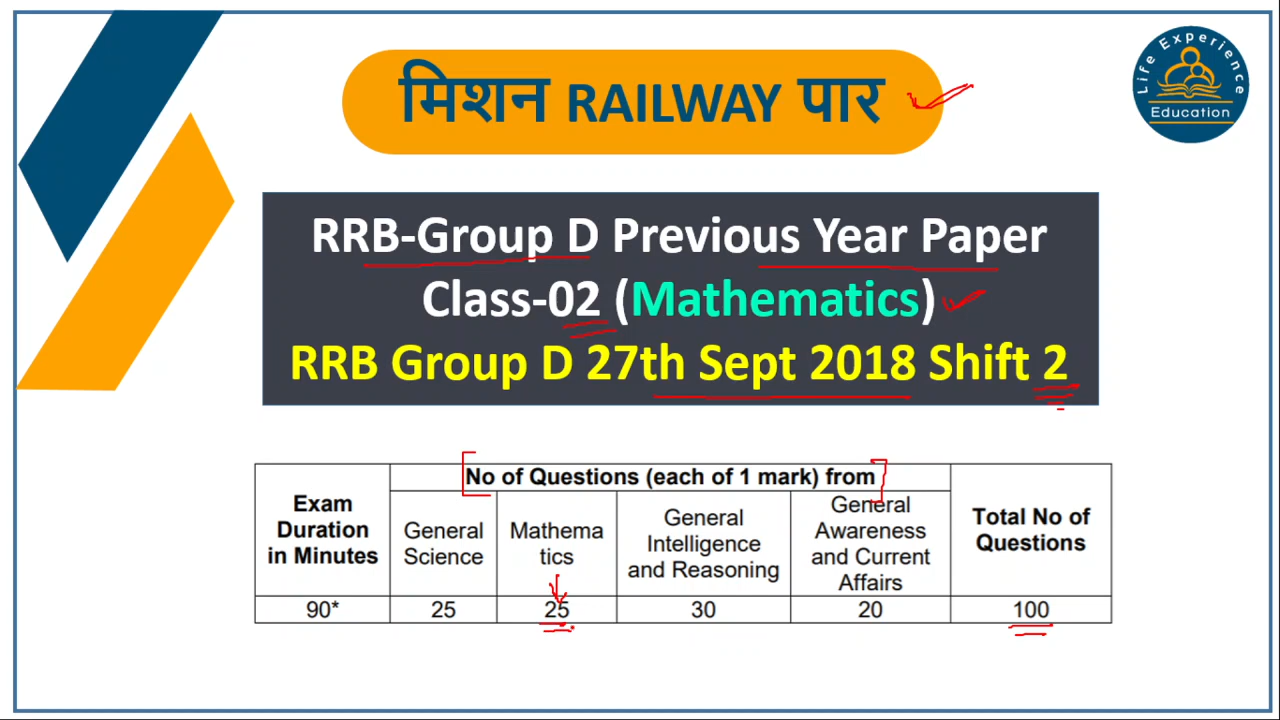 Life Experience
Education
मिशन RAILWAY पार
RRB-Group D Previous Year Paper
Class-02 (Mathematics)
RRB Group D 27th Sept 2018 Shift 2
Exam Duration in Minutes
No of Questions (each of 1 mark) from
Total No of Questions
General Science
Mathema tics
General Intelligence and Reasoning
General Awareness and Current Affairs
90* 25 25 30 20 100